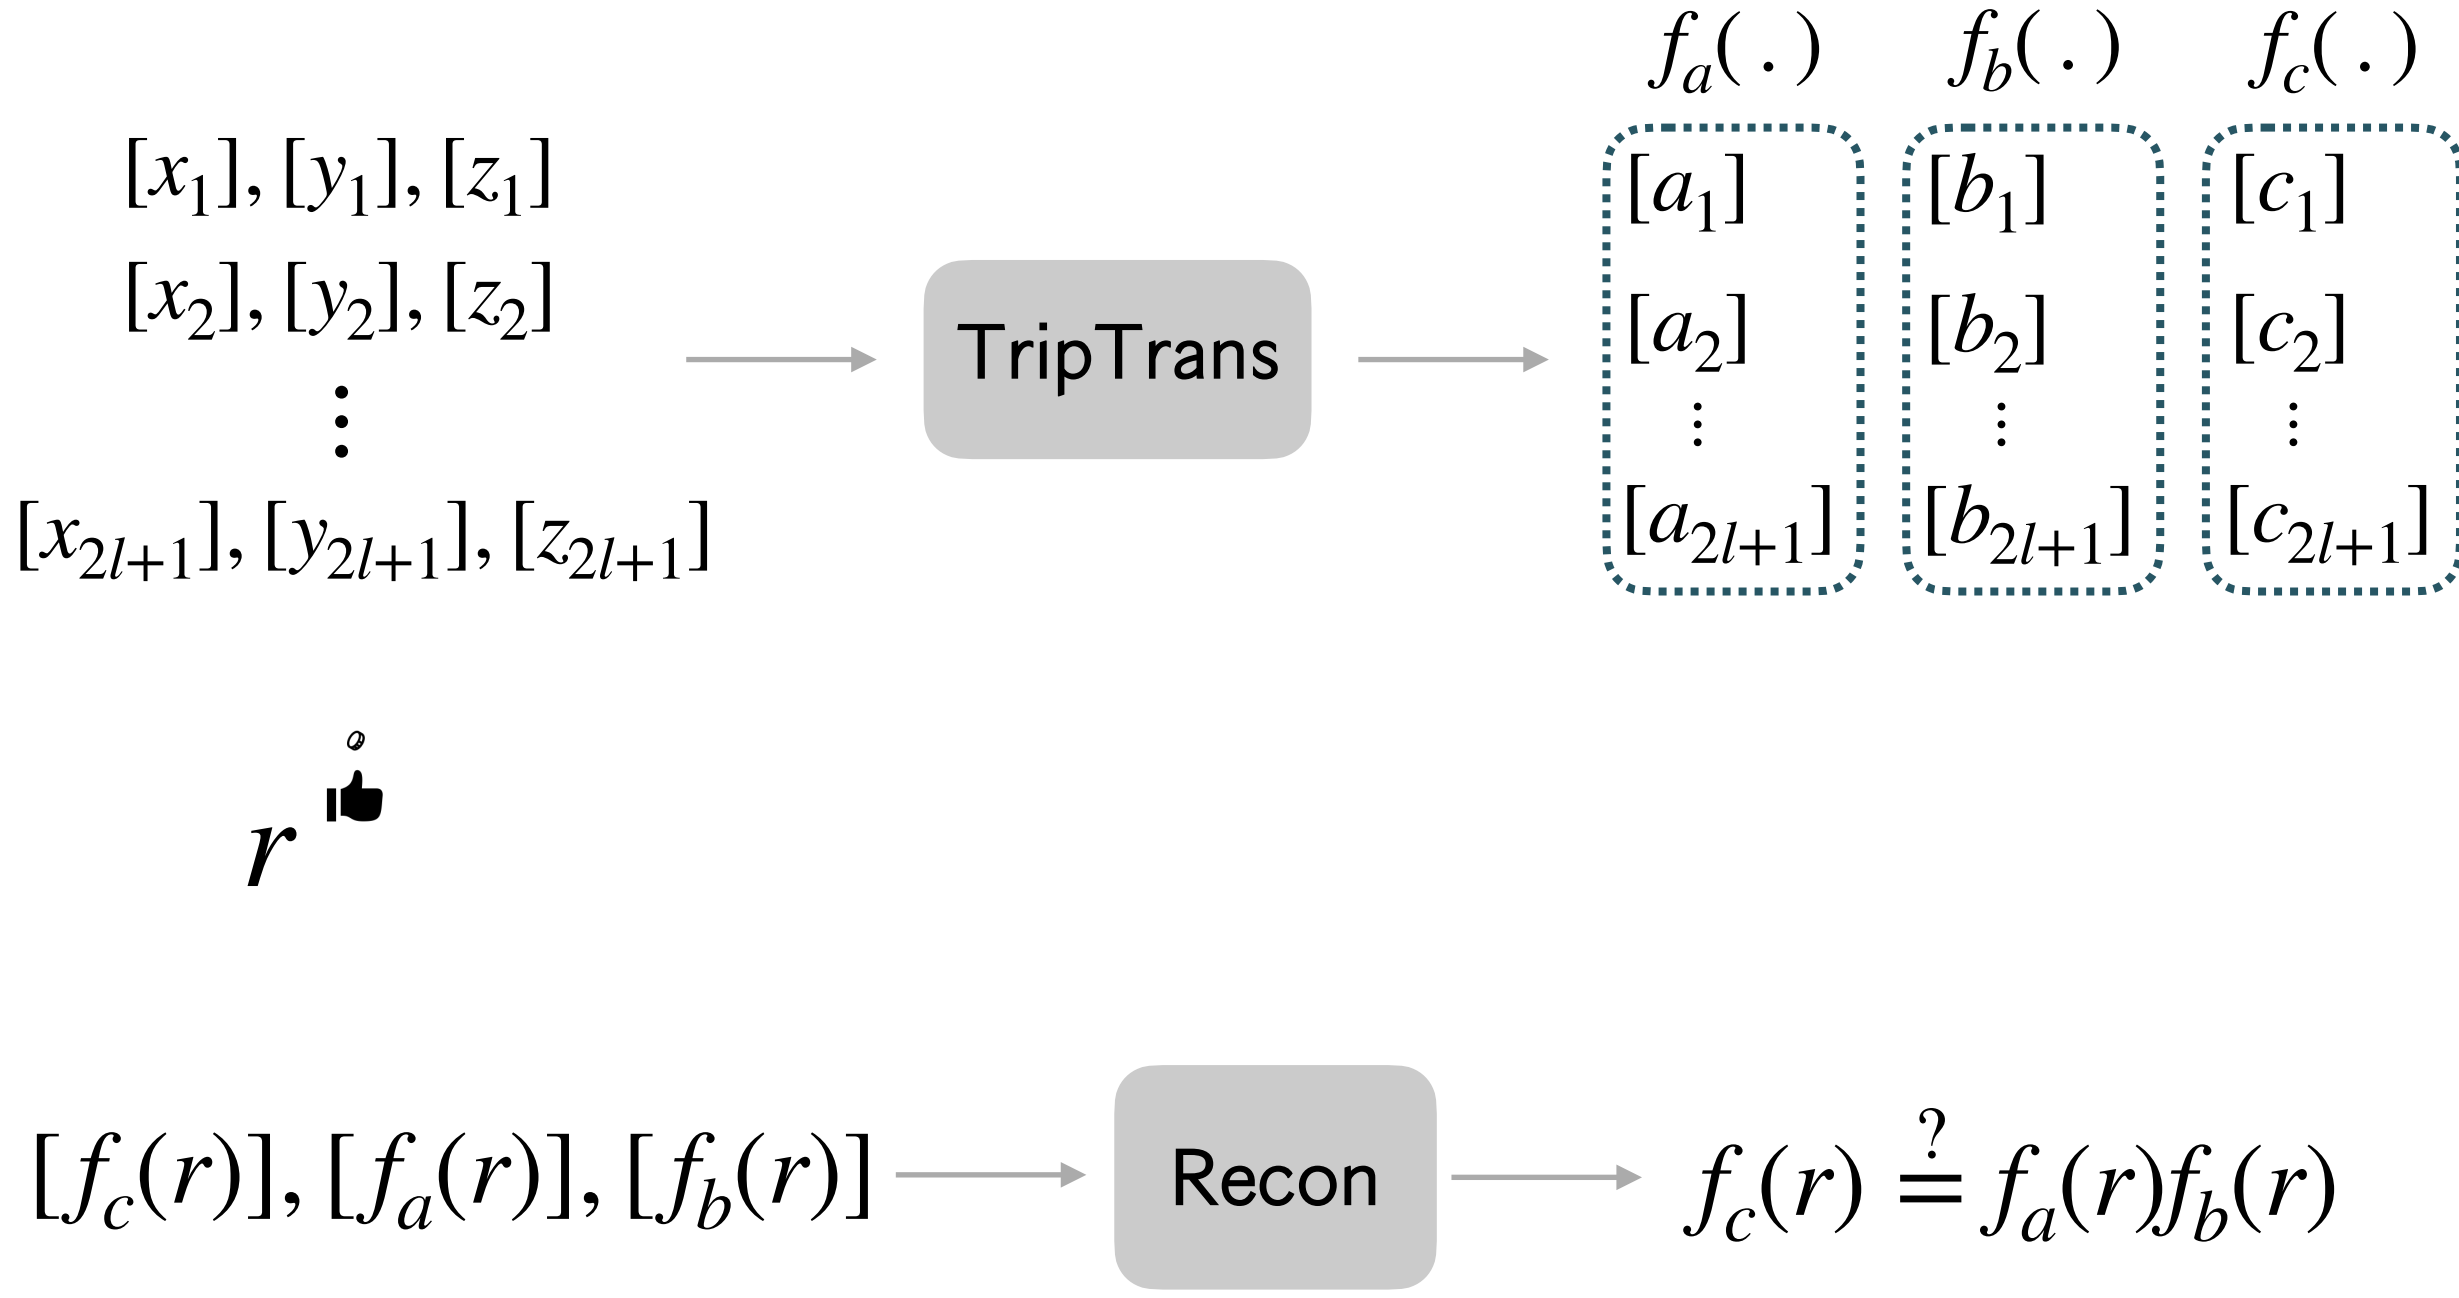 f_a(.) f_b(.) f_c(.)
[x_1], [y_1], [z_1]
[x_2], [y_2], [z_2]
⋮
[x_{2l+1}], [y_{2l+1}], [z_{2l+1}]
TripTrans
[a_1] [b_1] [c_1]
[a_2] [b_2] [c_2]
⋮ ⋮ ⋮
[a_{2l+1}] [b_{2l+1}] [c_{2l+1}]
r
[f_c(r)], [f_a(r)], [f_b(r)]
Recon
f_c(r) ≟ f_a(r)f_b(r)